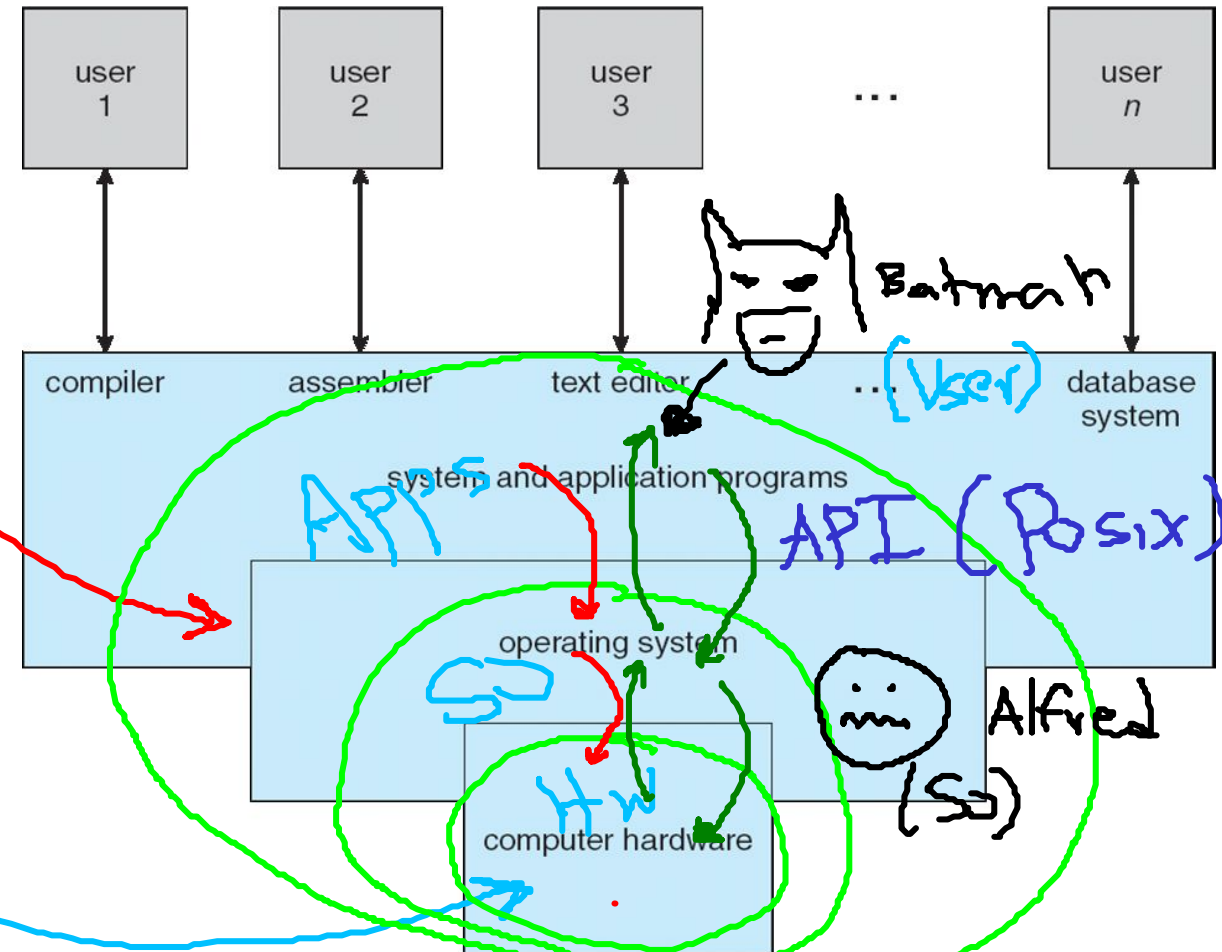 user user user ... user
1 2 3 n
Batman
(User)
compiler assembler text editor ... database
system
system and application programs
APP'S
API (Posix)
operating system
SO
Alfred
(SO)
HW
computer hardware